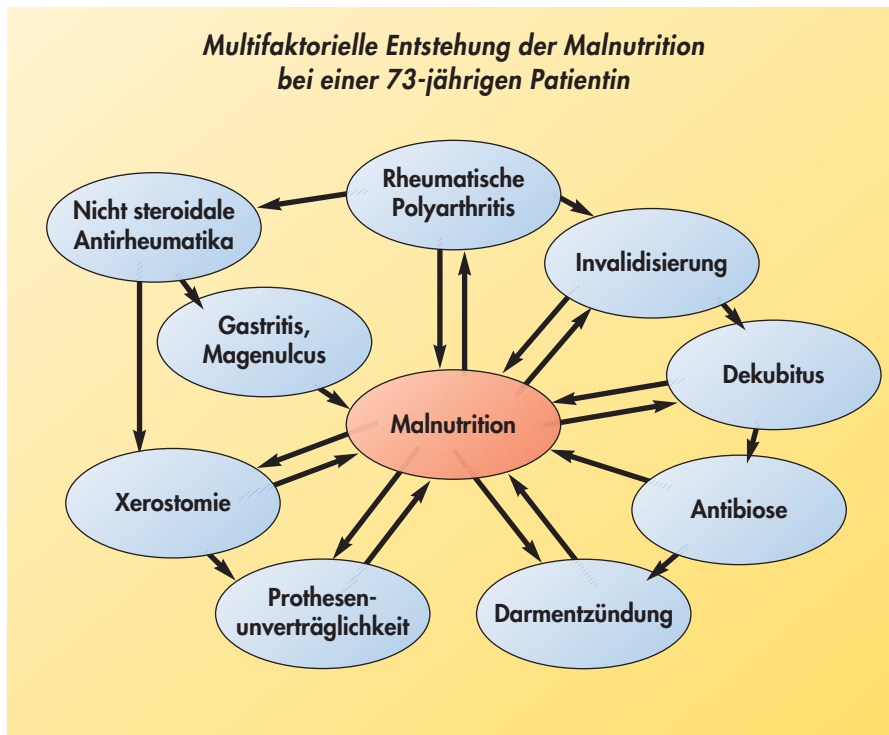 Multifaktorielle Entstehung der Malnutrition
bei einer 73-jährigen Patientin
Rheumatische
Polyarthritis
Nicht steroidale
Antirheumatika
Invalidisierung
Gastritis,
Magenulcus
Dekubitus
Malnutrition
Xerostomie
Antibiose
Prothesen-
unverträglichkeit
Darmentzündung